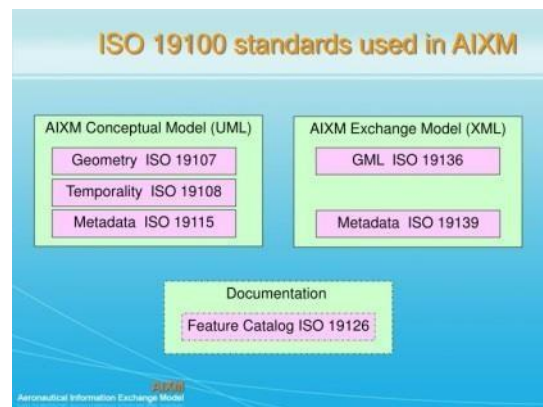 ISO 19100 standards used in AIXM
AIXM Conceptual Model (UML)
Geometry  ISO 19107
Temporality  ISO 19108
Metadata  ISO 19115
AIXM Exchange Model (XML)
GML  ISO 19136
Metadata  ISO 19139
Documentation
Feature Catalog ISO 19126
AIXM
Aeronautical Information Exchange Model